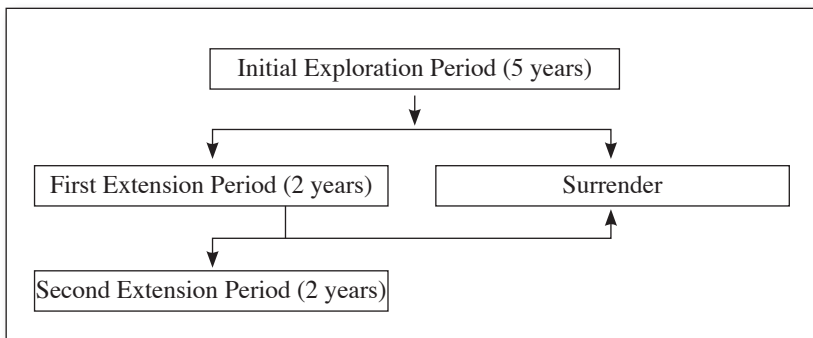 Initial Exploration Period (5 years)
First Extension Period (2 years)
Surrender
Second Extension Period (2 years)